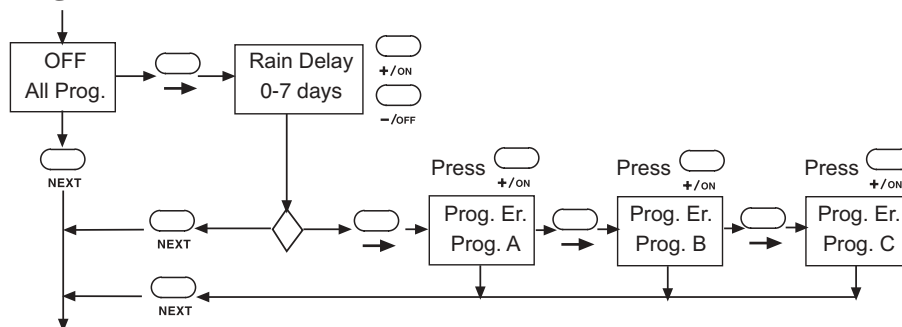 OFF
All Prog.
Rain Delay
0-7 days
+/ON
−/OFF
NEXT
Press
+/ON
Press
+/ON
Press
+/ON
Prog. Er.
Prog. A
Prog. Er.
Prog. B
Prog. Er.
Prog. C
NEXT
NEXT